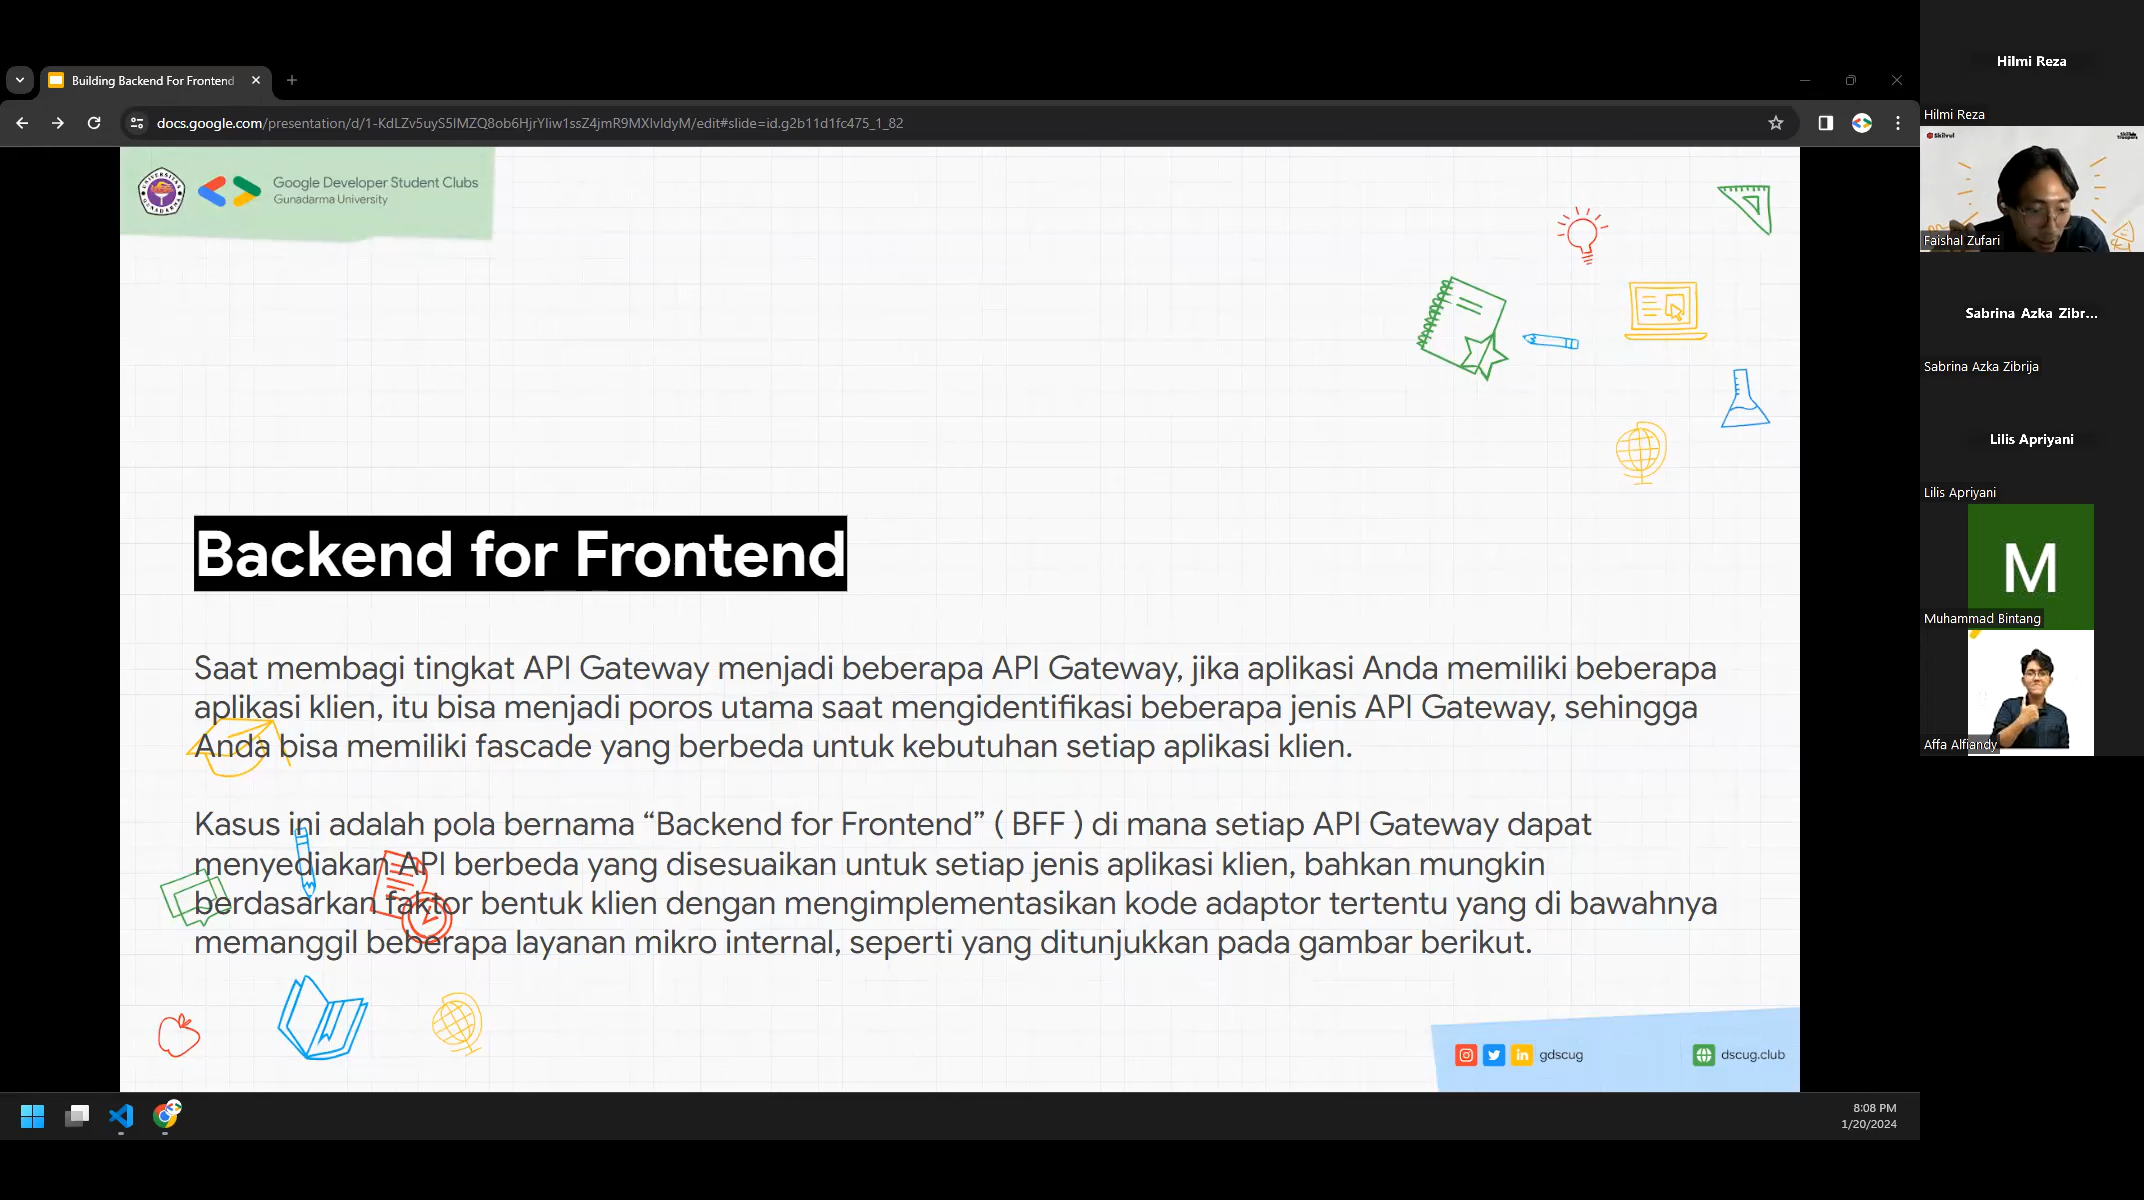 Building Backend For Frontend
docs.google.com/presentation/d/1-KdLZv5uyS5lMZQ8ob6HjrYliw1ssZ4jmR9MXlvldyM/edit#slide=id.g2b11d1fc475_1_82
Google Developer Student Clubs
Gunadarma University
Backend for Frontend
Saat membagi tingkat API Gateway menjadi beberapa API Gateway, jika aplikasi Anda memiliki beberapa
aplikasi klien, itu bisa menjadi poros utama saat mengidentifikasi beberapa jenis API Gateway, sehingga
Anda bisa memiliki fascade yang berbeda untuk kebutuhan setiap aplikasi klien.
Kasus ini adalah pola bernama “Backend for Frontend” ( BFF ) di mana setiap API Gateway dapat
menyediakan API berbeda yang disesuaikan untuk setiap jenis aplikasi klien, bahkan mungkin
berdasarkan faktor bentuk klien dengan mengimplementasikan kode adaptor tertentu yang di bawahnya
memanggil beberapa layanan mikro internal, seperti yang ditunjukkan pada gambar berikut.
gdscug
dscug.club
8:08 PM
1/20/2024
Hilmi Reza
Hilmi Reza
Skilvul
Faishal Zufari
Sabrina Azka Zibr...
Sabrina Azka Zibrija
Lilis Apriyani
Lilis Apriyani
M
Muhammad Bintang
Affa Alfiandy